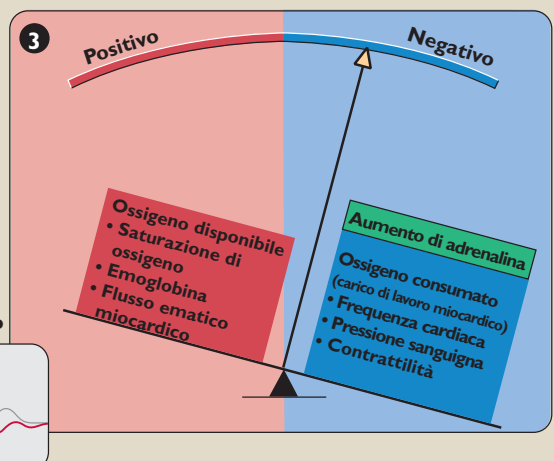 3
Positivo
Negativo
Ossigeno disponibile
• Saturazione di
ossigeno
• Emoglobina
• Flusso ematico
miocardico
Aumento di adrenalina
Ossigeno consumato
(carico di lavoro miocardico)
• Frequenza cardiaca
• Pressione sanguigna
• Contrattilità